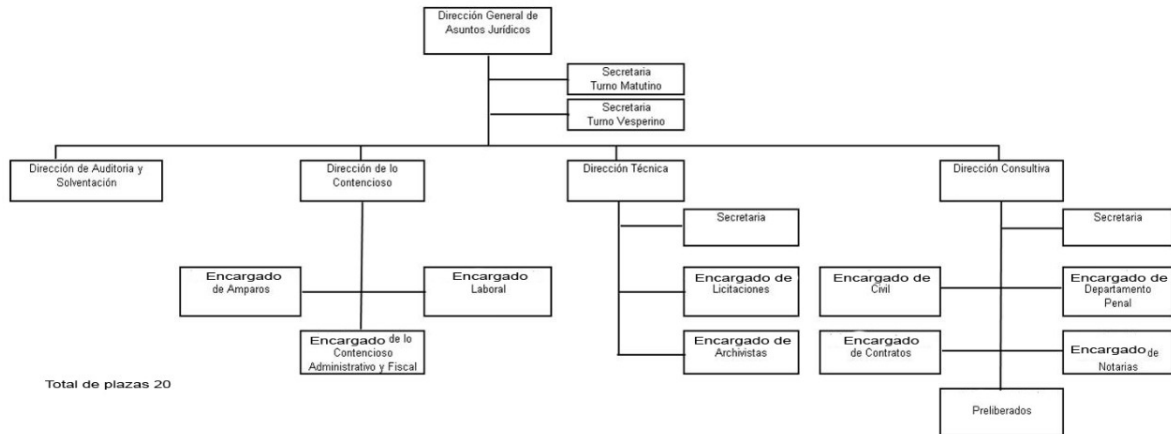 Dirección General de
Asuntos Jurídicos
Secretaria
Turno Matutino
Secretaria
Turno Vesperino
Dirección de Auditoria y
Solventación
Dirección de lo
Contencioso
Dirección Técnica
Dirección Consultiva
Secretaria
Secretaria
Encargado
de Amparos
Encargado
Laboral
Encargado de
Licitaciones
Encargado de
Civil
Encargado de
Departamento
Penal
Encargado de lo
Contencioso
Administrativo y Fiscal
Encargado de
Archivistas
Encargado
de Contratos
Encargado de
Notarias
Total de plazas 20
Preliberados